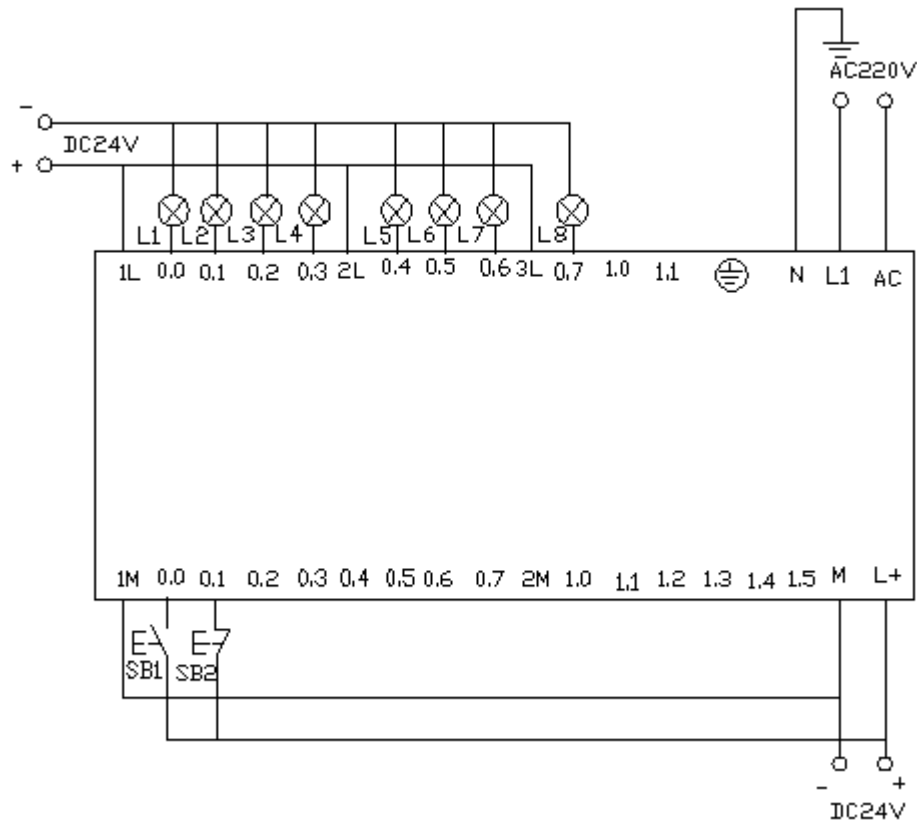 AC220V
-
DC24V
+
L1 L2 L3 L4 L5 L6 L7 L8
1L 0.0 0.1 0.2 0.3 2L 0.4 0.5 0.6 3L 0.7 1.0 1.1 N L1 AC
1M 0.0 0.1 0.2 0.3 0.4 0.5 0.6 0.7 2M 1.0 1.1 1.2 1.3 1.4 1.5 M L+
SB1 SB2
- +
DC24V